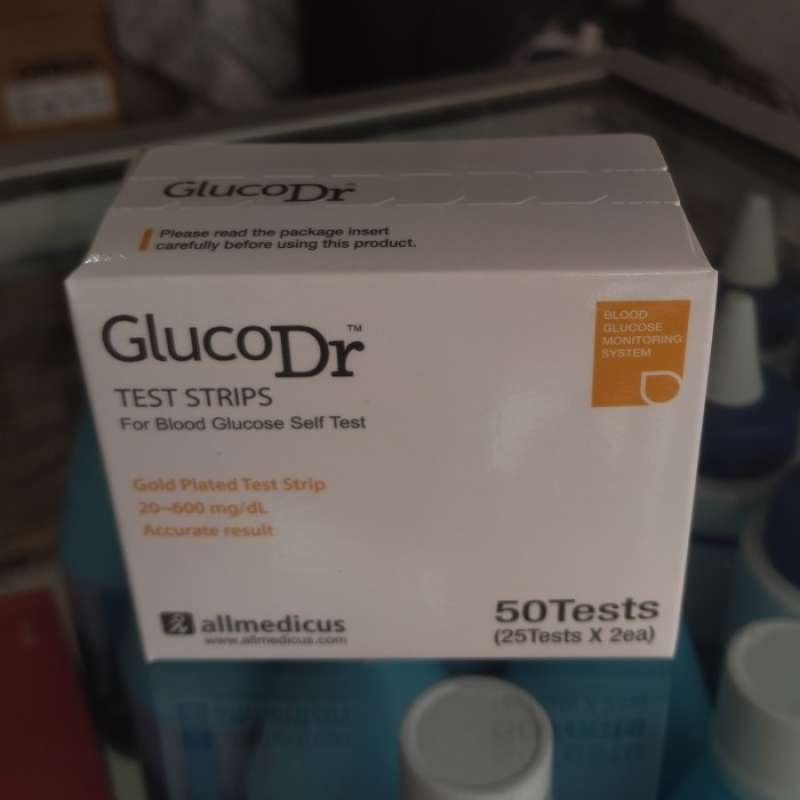 GlucoDr™
Please read the package insert
carefully before using this product.
GlucoDr™
TEST STRIPS
For Blood Glucose Self Test
BLOOD
GLUCOSE
MONITORING
SYSTEM
Gold Plated Test Strip
20~600 mg/dL
Accurate result
allmedicus
www.allmedicus.com
50Tests
(25Tests X 2ea)